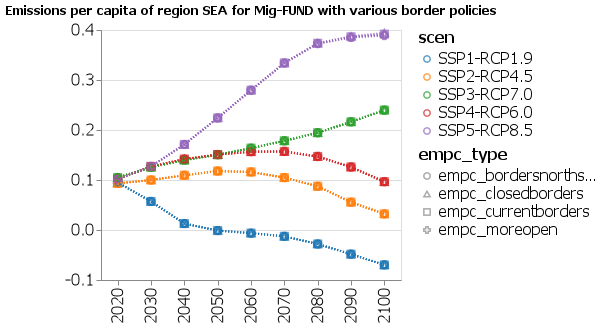 Emissions per capita of region SEA for Mig-FUND with various border policies
0.4
0.3
0.2
0.1
0.0
-0.1
2020
2030
2040
2050
2060
2070
2080
2090
2100
scen
SSP1-RCP1.9
SSP2-RCP4.5
SSP3-RCP7.0
SSP4-RCP6.0
SSP5-RCP8.5
empc_type
empc_bordersnorths...
empc_closedborders
empc_currentborders
empc_moreopen